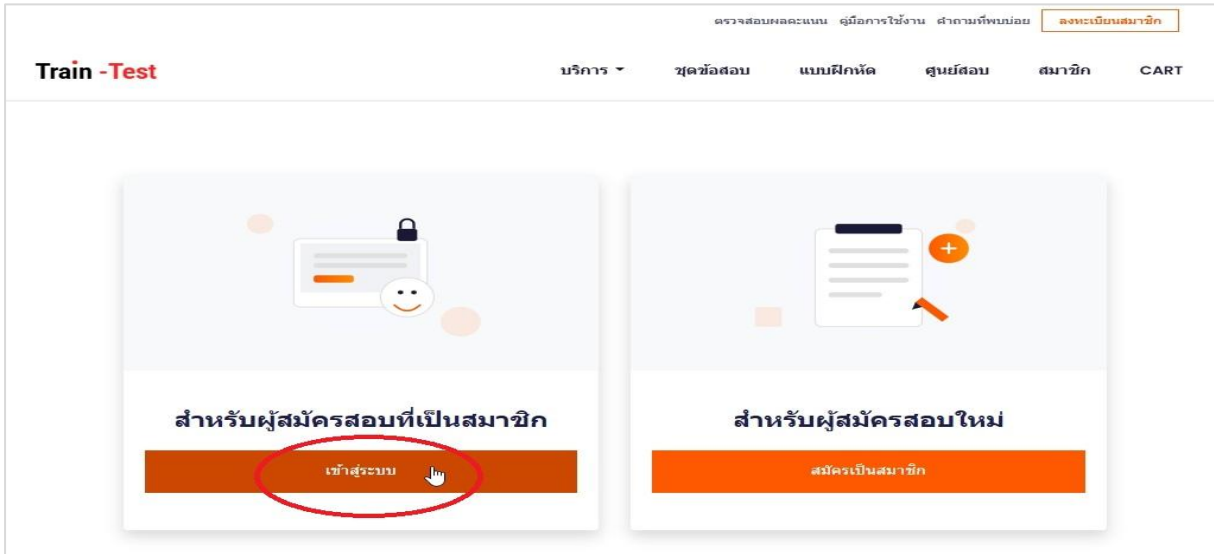 ตรวจสอบผลคะแนน คู่มือการใช้งาน คำถามที่พบบ่อย ลงทะเบียนสมาชิก
Train -Test บริการ ชุดข้อสอบ แบบฝึกหัด ศูนย์สอบ สมาชิก CART
สำหรับผู้สมัครสอบที่เป็นสมาชิก
เข้าสู่ระบบ
สำหรับผู้สมัครสอบใหม่
สมัครเป็นสมาชิก